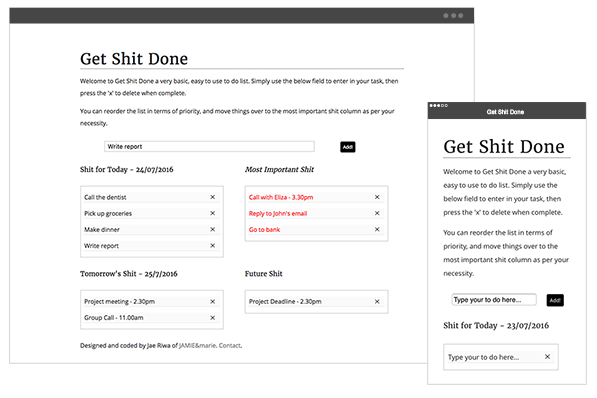 Get Shit Done
Welcome to Get Shit Done a very basic, easy to use to do list. Simply use the below field to enter in your task, then
press the 'x' to delete when complete.
You can reorder the list in terms of priority, and move things over to the most important shit column as per your
necessity.
Write report
Add!
Shit for Today - 24/07/2016
Call the dentist ×
Pick up groceries ×
Make dinner ×
Write report ×
Most Important Shit
Call with Eliza - 3.30pm ×
Reply to John's email ×
Go to bank ×
Tomorrow's Shit - 25/7/2016
Project meeting - 2.30pm ×
Group Call - 11.00am ×
Future Shit
Project Deadline - 2.30pm ×
Designed and coded by Jae Riwa of JAMIE&marie. Contact.
Get Shit Done
Get Shit Done
Welcome to Get Shit Done a very basic,
easy to use to do list. Simply use the
below field to enter in your task, then
press the 'x' to delete when complete.
You can reorder the list in terms of
priority, and move things over to the
most important shit column as per your
necessity.
Type your to do here...
Add!
Shit for Today - 23/07/2016
Type your to do here... ×